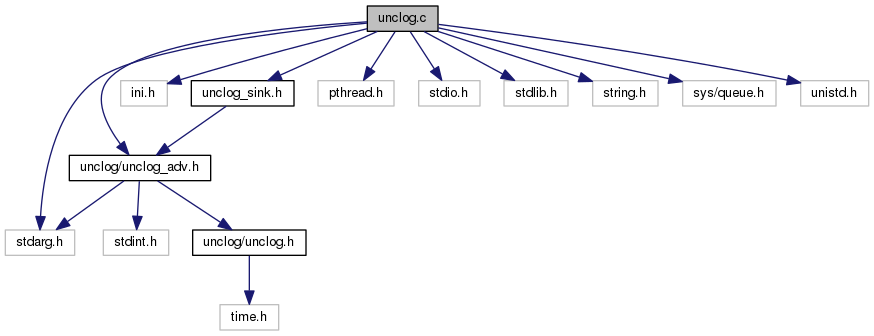 unclog.c
ini.h
unclog_sink.h
pthread.h
stdio.h
stdlib.h
string.h
sys/queue.h
unistd.h
unclog/unclog_adv.h
stdarg.h
stdint.h
unclog/unclog.h
time.h